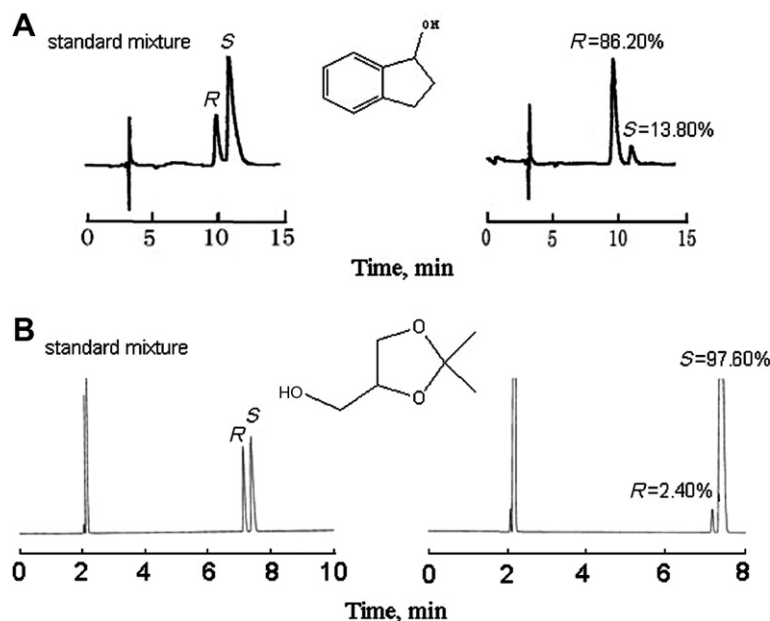 A
standard mixture
S
R
OH
R=86.20%
S=13.80%
0 5 10 15
0 5 10 15
Time, min
B
standard mixture
O
O
HO
S=97.60%
S
R
R=2.40%
0 2 4 6 8 10
0 2 4 6 8
Time, min